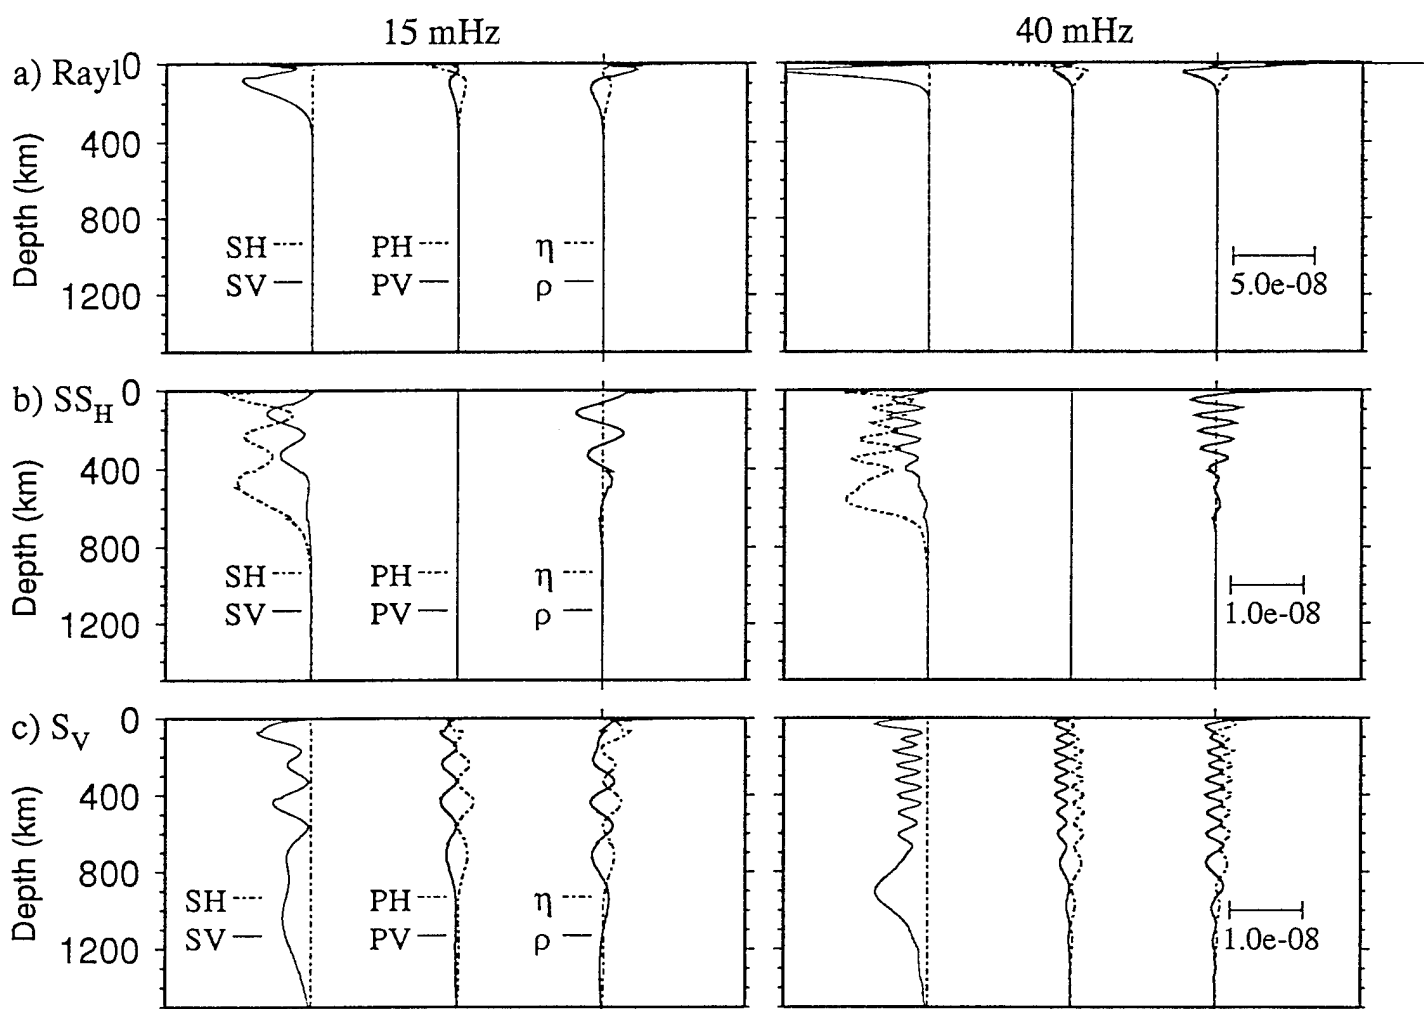 15 mHz 40 mHz
a) Rayl
0
400
800
1200
Depth (km)
SH PH η
SV PV ρ
5.0e-08
b) SS_H
0
400
800
1200
Depth (km)
SH PH η
SV PV ρ
1.0e-08
c) S_V
0
400
800
1200
Depth (km)
SH PH η
SV PV ρ
1.0e-08